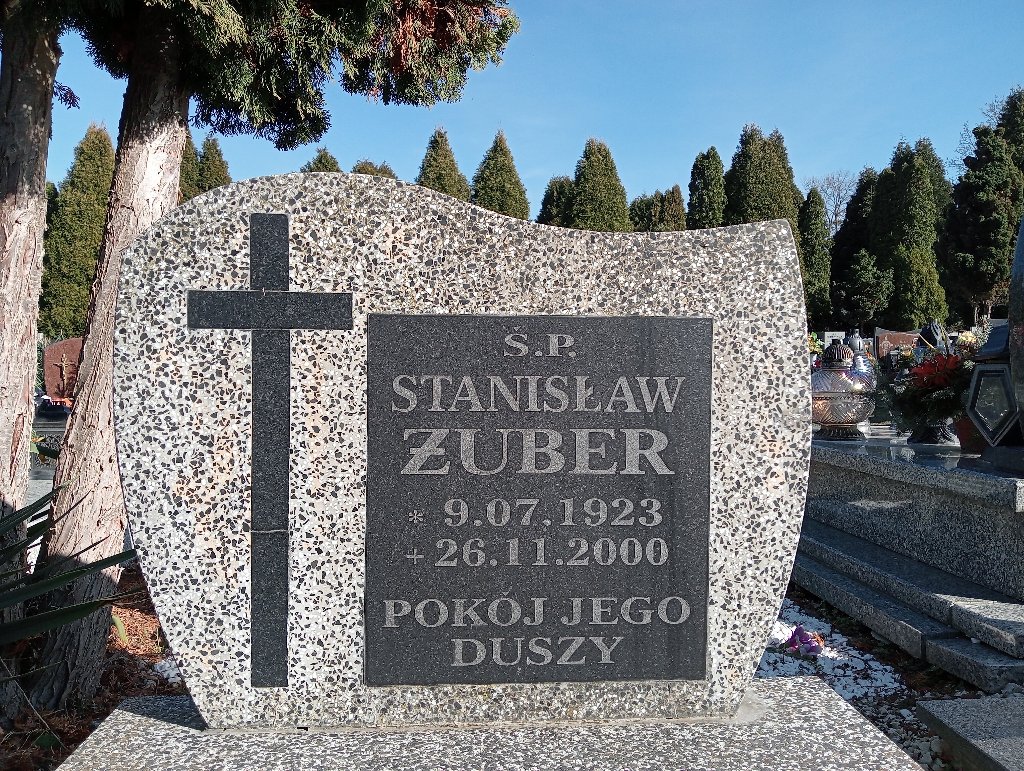 Ś.P.
STANISŁAW
ŻUBER
* 9.07.1923
+ 26.11.2000
POKÓJ JEGO
DUSZY